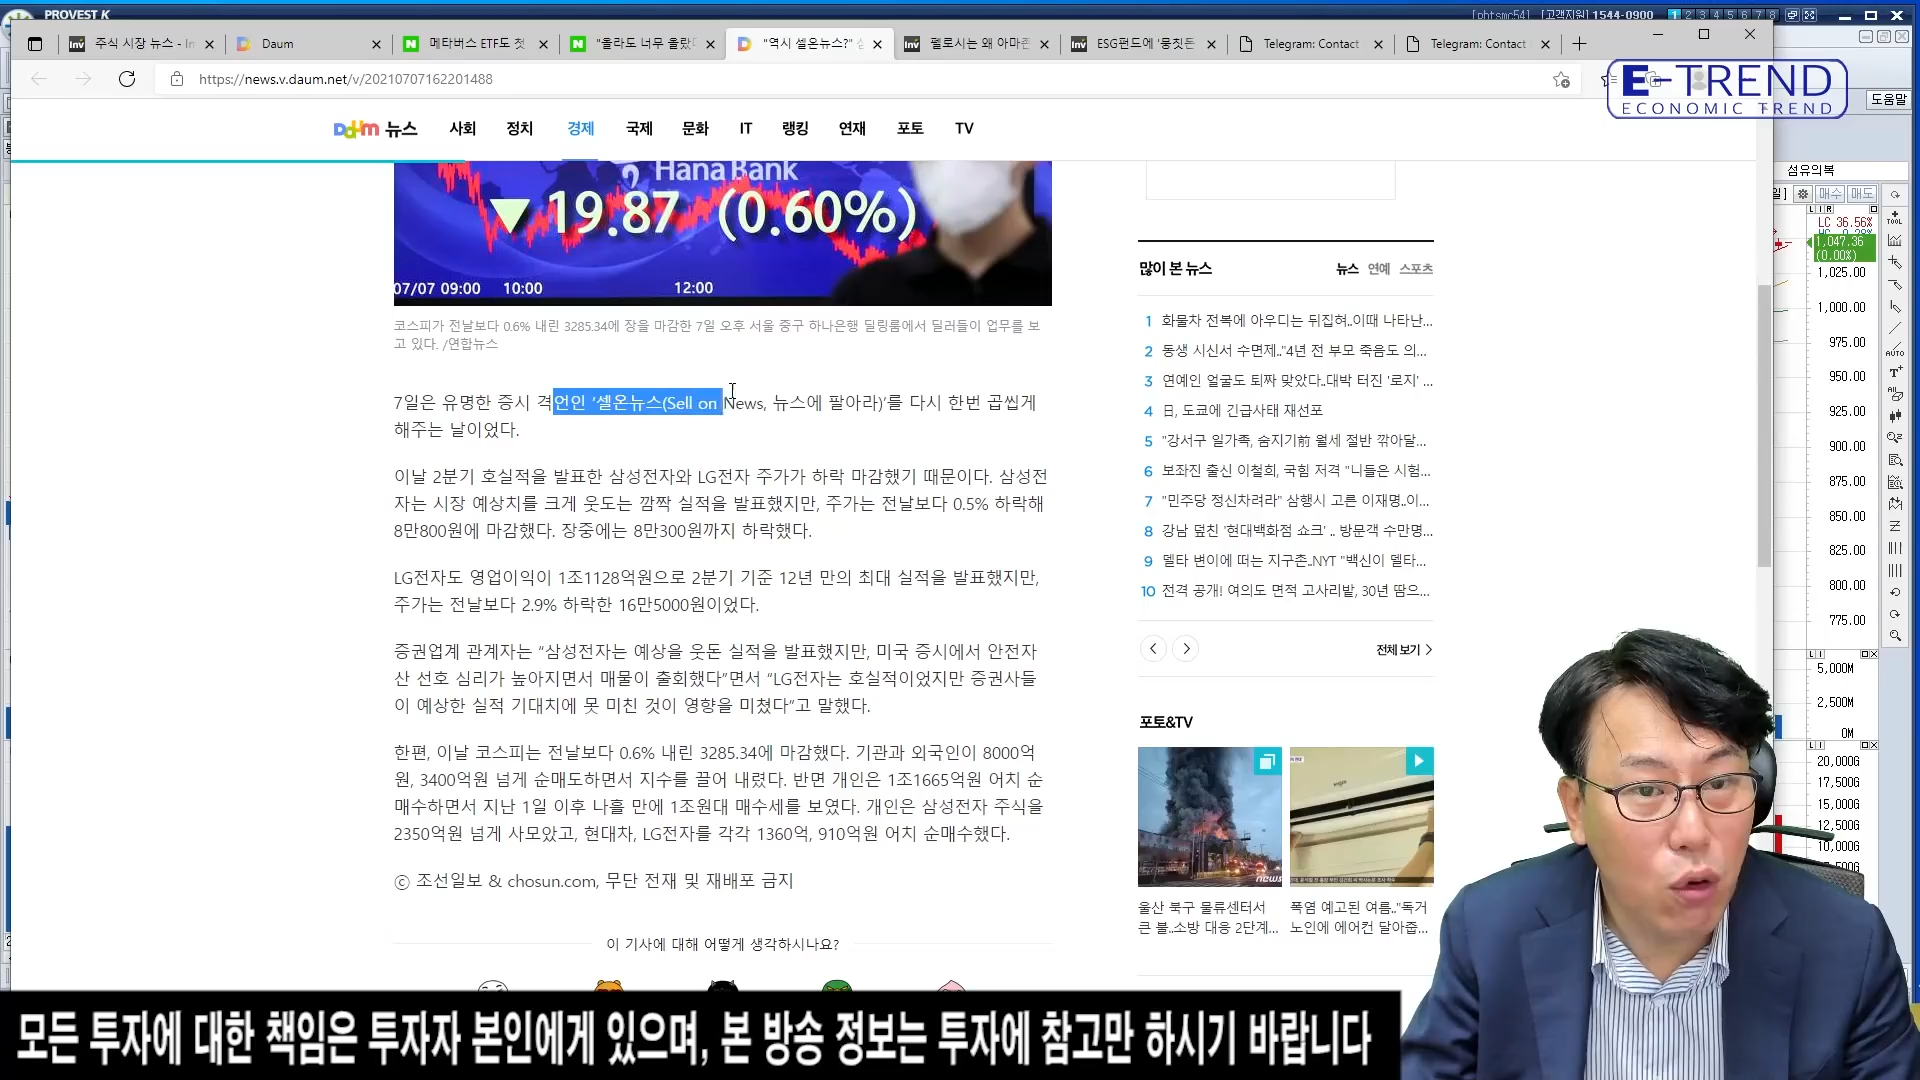 PROVEST K
[phtsmc54] [고객지원] 1544-0900 1 2 3 4 5 6 7 8
주식 시장 뉴스 - In
Daum
메타버스 ETF도 첫
"올라도 너무 올랐다
"역시 셀온뉴스?" 삼
펠로시는 왜 아마존
ESG펀드에 '뭉칫돈
Telegram: Contact
Telegram: Contact
https://news.v.daum.net/v/20210707162201488
E-TREND
ECONOMIC TREND
도움말
Daum 뉴스 사회 정치 경제 국제 문화 IT 랭킹 연재 포토 TV
Hana Bank
▼ 19.87 (0.60%)
07/07 09:00 10:00 12:00
코스피가 전날보다 0.6% 내린 3285.34에 장을 마감한 7일 오후 서울 중구 하나은행 딜링룸에서 딜러들이 업무를 보
고 있다. /연합뉴스
7일은 유명한 증시 격언인 ‘셀온뉴스(Sell on News, 뉴스에 팔아라)’를 다시 한번 곱씹게
해주는 날이었다.
이날 2분기 호실적을 발표한 삼성전자와 LG전자 주가가 하락 마감했기 때문이다. 삼성전
자는 시장 예상치를 크게 웃도는 깜짝 실적을 발표했지만, 주가는 전날보다 0.5% 하락해
8만800원에 마감했다. 장중에는 8만300원까지 하락했다.
LG전자도 영업이익이 1조1128억원으로 2분기 기준 12년 만의 최대 실적을 발표했지만,
주가는 전날보다 2.9% 하락한 16만5000원이었다.
증권업계 관계자는 “삼성전자는 예상을 웃돈 실적을 발표했지만, 미국 증시에서 안전자
산 선호 심리가 높아지면서 매물이 출회했다”면서 “LG전자는 호실적이었지만 증권사들
이 예상한 실적 기대치에 못 미친 것이 영향을 미쳤다”고 말했다.
한편, 이날 코스피는 전날보다 0.6% 내린 3285.34에 마감했다. 기관과 외국인이 8000억
원, 3400억원 넘게 순매도하면서 지수를 끌어 내렸다. 반면 개인은 1조1665억원 어치 순
매수하면서 지난 1일 이후 나흘 만에 1조원대 매수세를 보였다. 개인은 삼성전자 주식을
2350억원 넘게 사모았고, 현대차, LG전자를 각각 1360억, 910억원 어치 순매수했다.
ⓒ 조선일보 & chosun.com, 무단 전재 및 재배포 금지
이 기사에 대해 어떻게 생각하시나요?
많이 본 뉴스 뉴스 연예 스포츠
1 화물차 전복에 아우디는 뒤집혀..이때 나타난...
2 동생 시신서 수면제.."4년 전 부모 죽음도 의...
3 연예인 얼굴도 퇴짜 맞았다..대박 터진 '로지' ...
4 日, 도쿄에 긴급사태 재선포
5 "강서구 일가족, 숨지기前 월세 절반 깎아달...
6 보좌진 출신 이철희, 국힘 저격 "니들은 시험...
7 "민주당 정신차려라" 삼행시 고른 이재명..이...
8 강남 덮친 '현대백화점 쇼크' .. 방문객 수만명...
9 델타 변이에 떠는 지구촌..NYT "백신이 델타...
10 전격 공개! 여의도 면적 고사리밭, 30년 땀으...
전체 보기
포토&TV
news
울산 북구 물류센터서
큰 불..소방 대응 2단계...
폭염 예고된 여름.."독거
노인에 에어컨 달아줍...
섬유의복
매수 매도
LC 36.56%
1,047.36
(0.00%)
1,025.00
1,000.00
975.00
950.00
925.00
900.00
875.00
850.00
825.00
800.00
775.00
5,000M
2,500M
0M
20,000G
17,500G
15,000G
12,500G
10,000G
TOOL
AUTO
모든 투자에 대한 책임은 투자자 본인에게 있으며, 본 방송 정보는 투자에 참고만 하시기 바랍니다